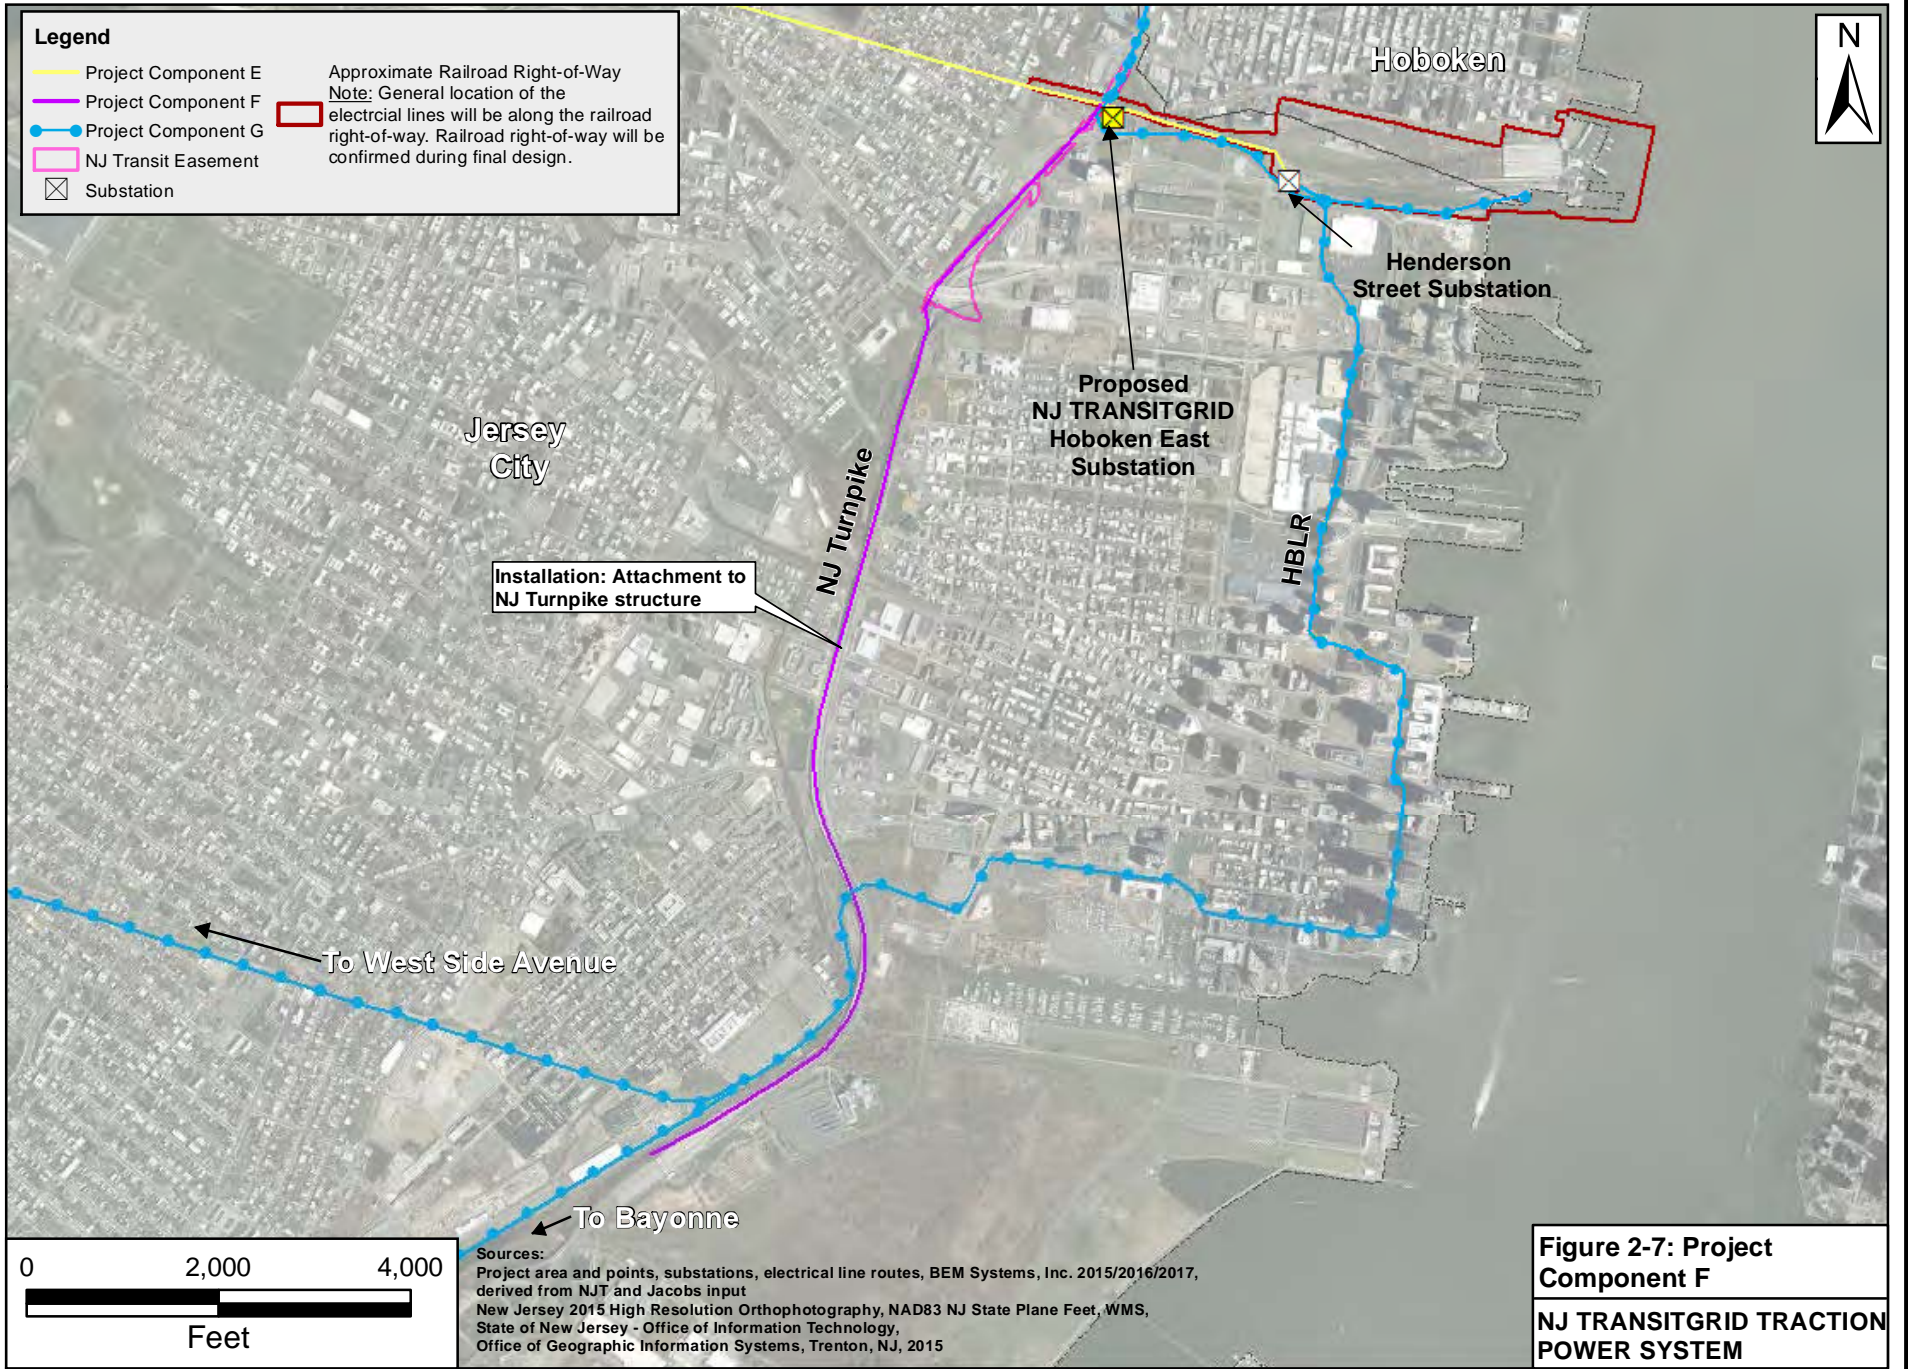 Legend
Project Component E
Project Component F
Project Component G
NJ Transit Easement
Substation
Approximate Railroad Right-of-Way
Note: General location of the
electrcial lines will be along the railroad
right-of-way. Railroad right-of-way will be
confirmed during final design.
N
Hoboken
Henderson
Street Substation
Proposed
NJ TRANSITGRID
Hoboken East
Substation
Jersey
City
NJ Turnpike
HBLR
Installation: Attachment to
NJ Turnpike structure
To West Side Avenue
To Bayonne
0 2,000 4,000
Feet
Sources:
Project area and points, substations, electrical line routes, BEM Systems, Inc. 2015/2016/2017,
derived from NJT and Jacobs input
New Jersey 2015 High Resolution Orthophotography, NAD83 NJ State Plane Feet, WMS,
State of New Jersey - Office of Information Technology,
Office of Geographic Information Systems, Trenton, NJ, 2015
Figure 2-7: Project
Component F
NJ TRANSITGRID TRACTION
POWER SYSTEM